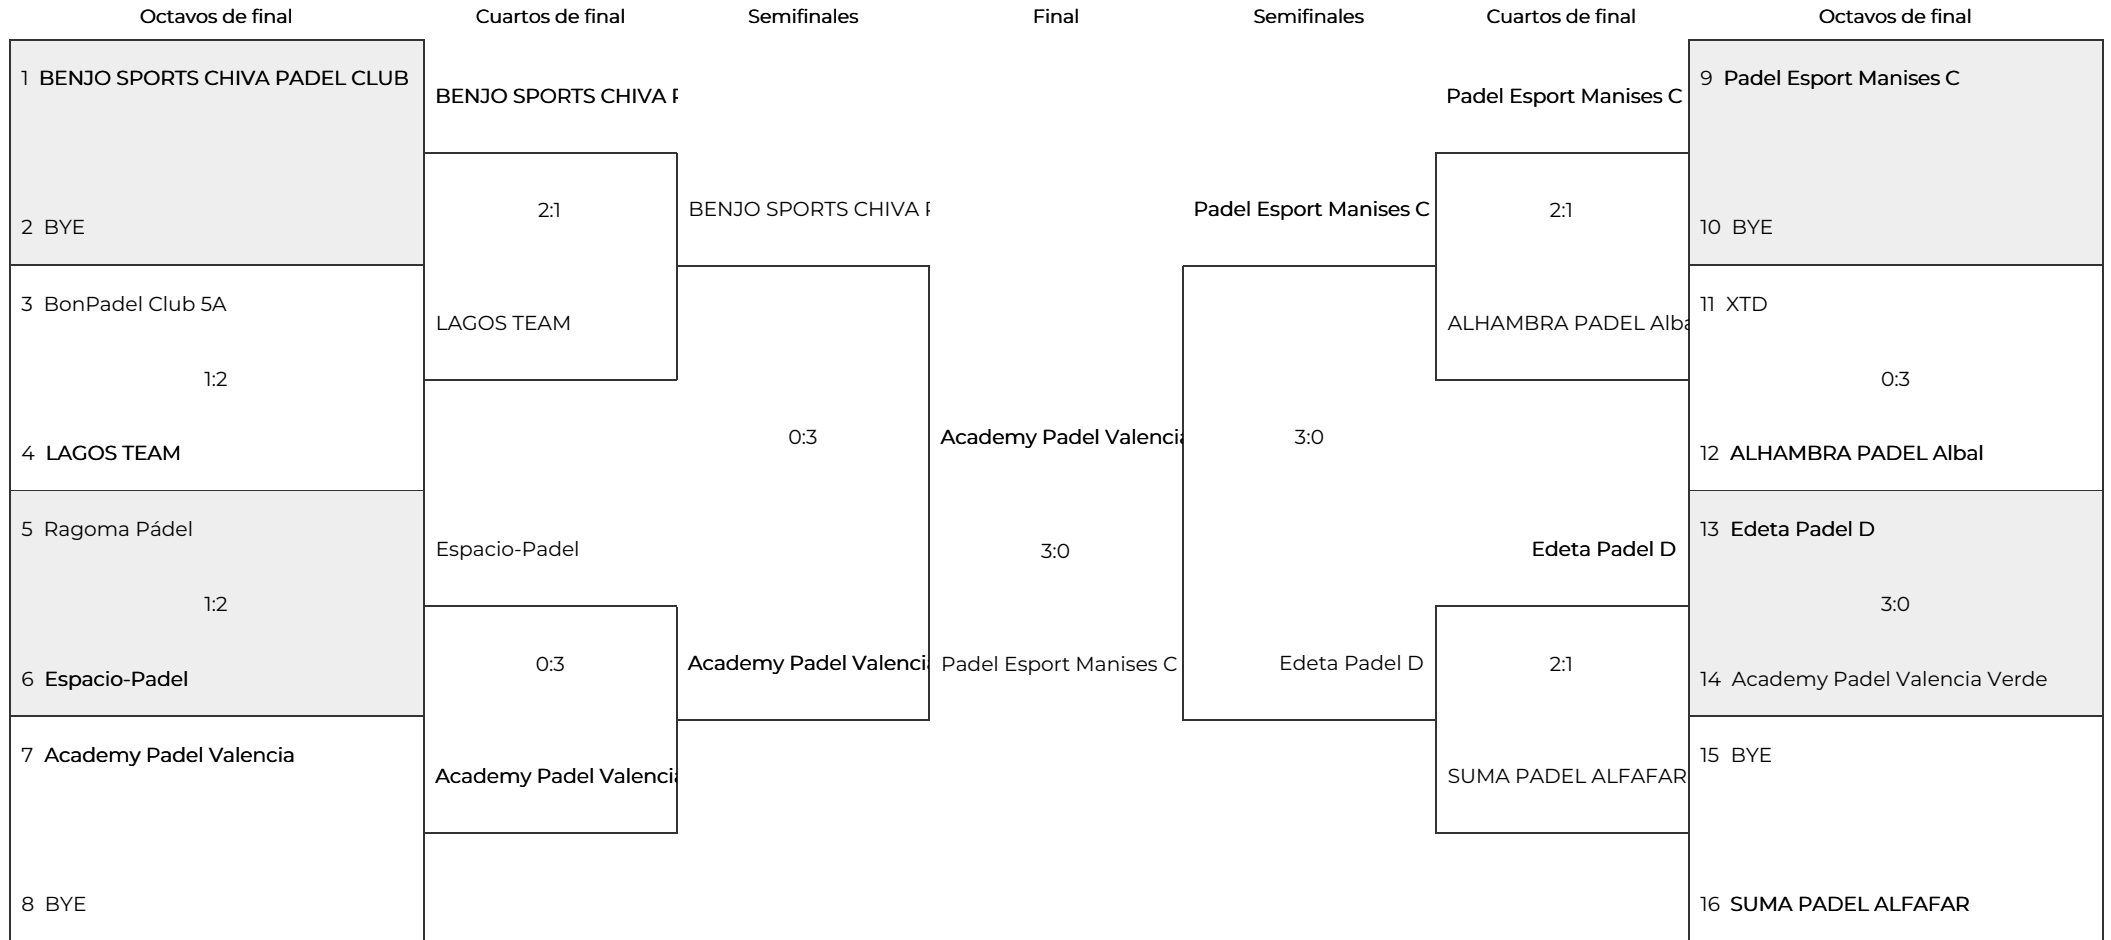 Octavos de final
Cuartos de final
Semifinales
Final
Semifinales
Cuartos de final
Octavos de final
1 BENJO SPORTS CHIVA PADEL CLUB
2 BYE
3 BonPadel Club 5A
1:2
4 LAGOS TEAM
5 Ragoma Pádel
1:2
6 Espacio-Padel
7 Academy Padel Valencia
8 BYE
BENJO SPORTS CHIVA P
2:1
LAGOS TEAM
Espacio-Padel
0:3
Academy Padel Valencia
BENJO SPORTS CHIVA P
0:3
Academy Padel Valencia
Academy Padel Valencia
3:0
Padel Esport Manises C
Padel Esport Manises C
3:0
Edeta Padel D
Padel Esport Manises C
2:1
ALHAMBRA PADEL Alba
Edeta Padel D
2:1
SUMA PADEL ALFAFAR
9 Padel Esport Manises C
10 BYE
11 XTD
0:3
12 ALHAMBRA PADEL Albal
13 Edeta Padel D
3:0
14 Academy Padel Valencia Verde
15 BYE
16 SUMA PADEL ALFAFAR